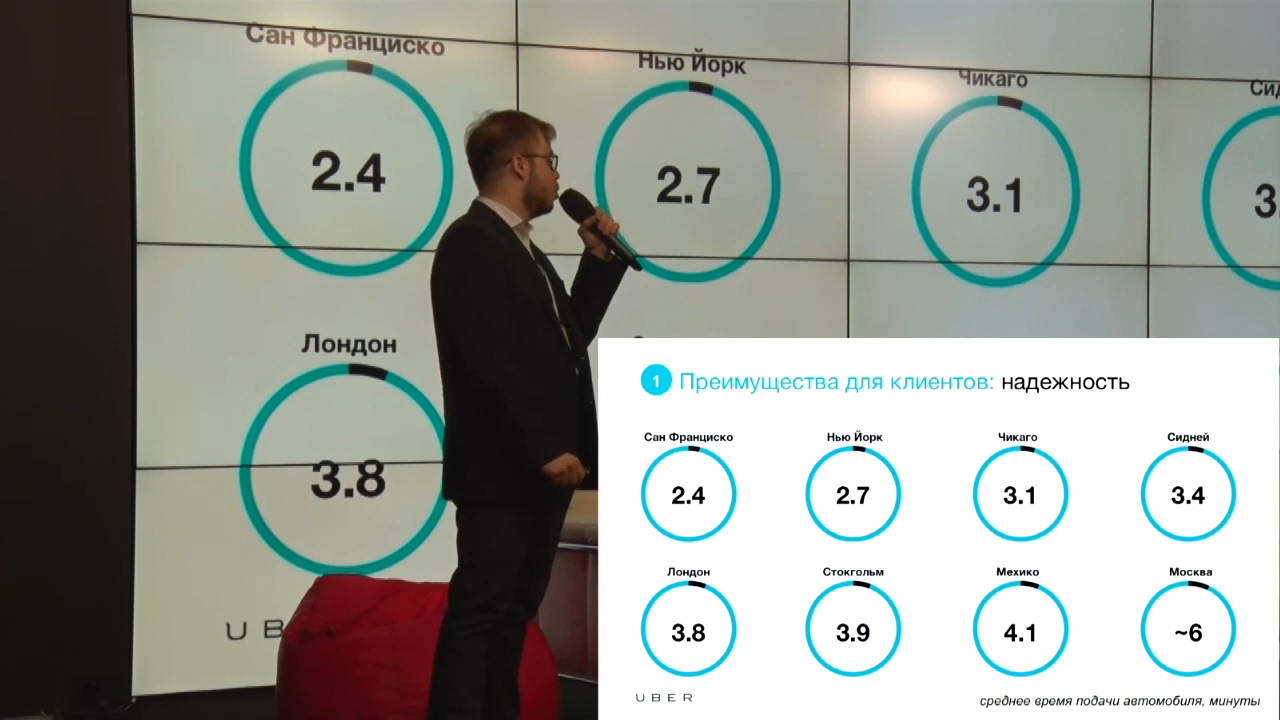 Сан Франциско
Нью Йорк
Чикаго
2.4
2.7
3.1
3.
Лондон
3.8
U B
1 Преимущества для клиентов: надежность
Сан Франциско Нью Йорк Чикаго Сидней
2.4 2.7 3.1 3.4
Лондон Стокгольм Мехико Москва
3.8 3.9 4.1 ~6
UBER
среднее время подачи автомобиля, минуты